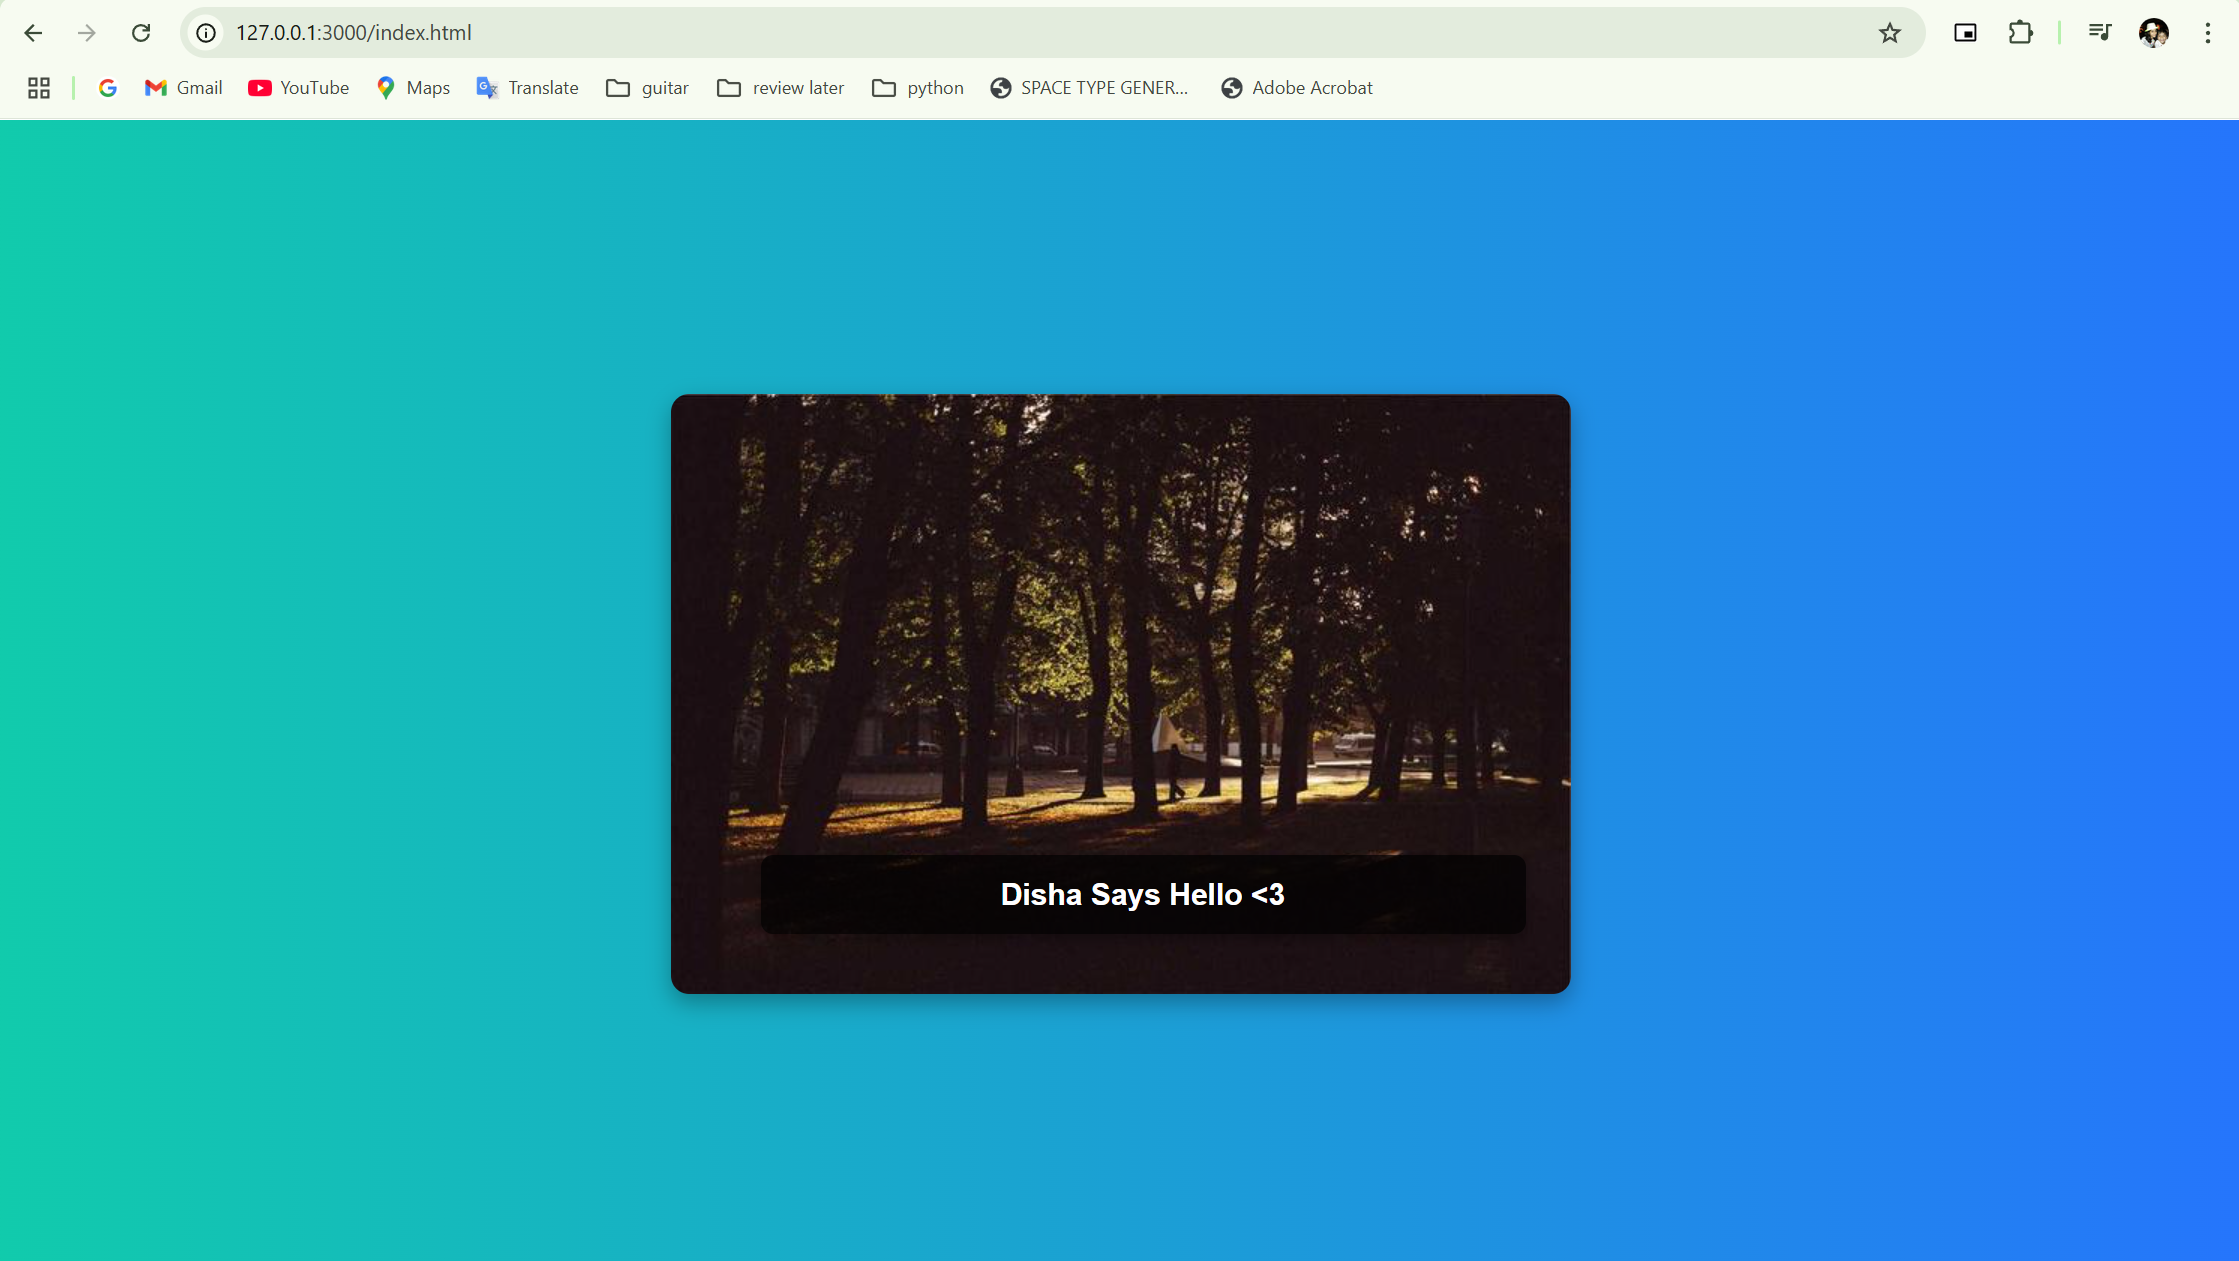 127.0.0.1:3000/index.html
Gmail YouTube Maps Translate guitar review later python SPACE TYPE GENER... Adobe Acrobat
Disha Says Hello <3